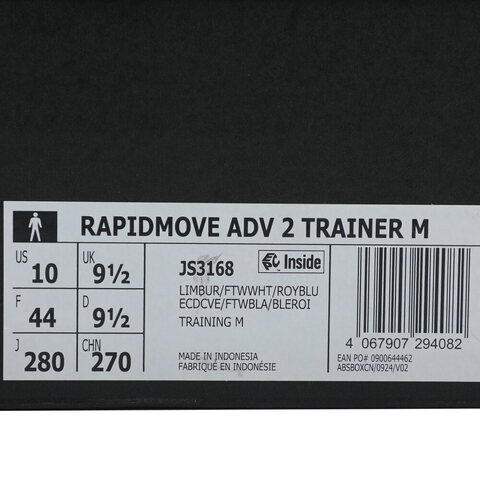 RAPIDMOVE ADV 2 TRAINER M
US 10
UK 9½
F 44
D 9½
J 280
CHN 270
JS3168
Inside
LIMBUR/FTWWHT/ROYBLU
ECDCVE/FTWBLA/BLEROI
TRAINING M
MADE IN INDONESIA
FABRIQUÉ EN INDONÉSIE
4 067907 294082
EAN PO# 0900644462
ABSBOXCN/0924/V02